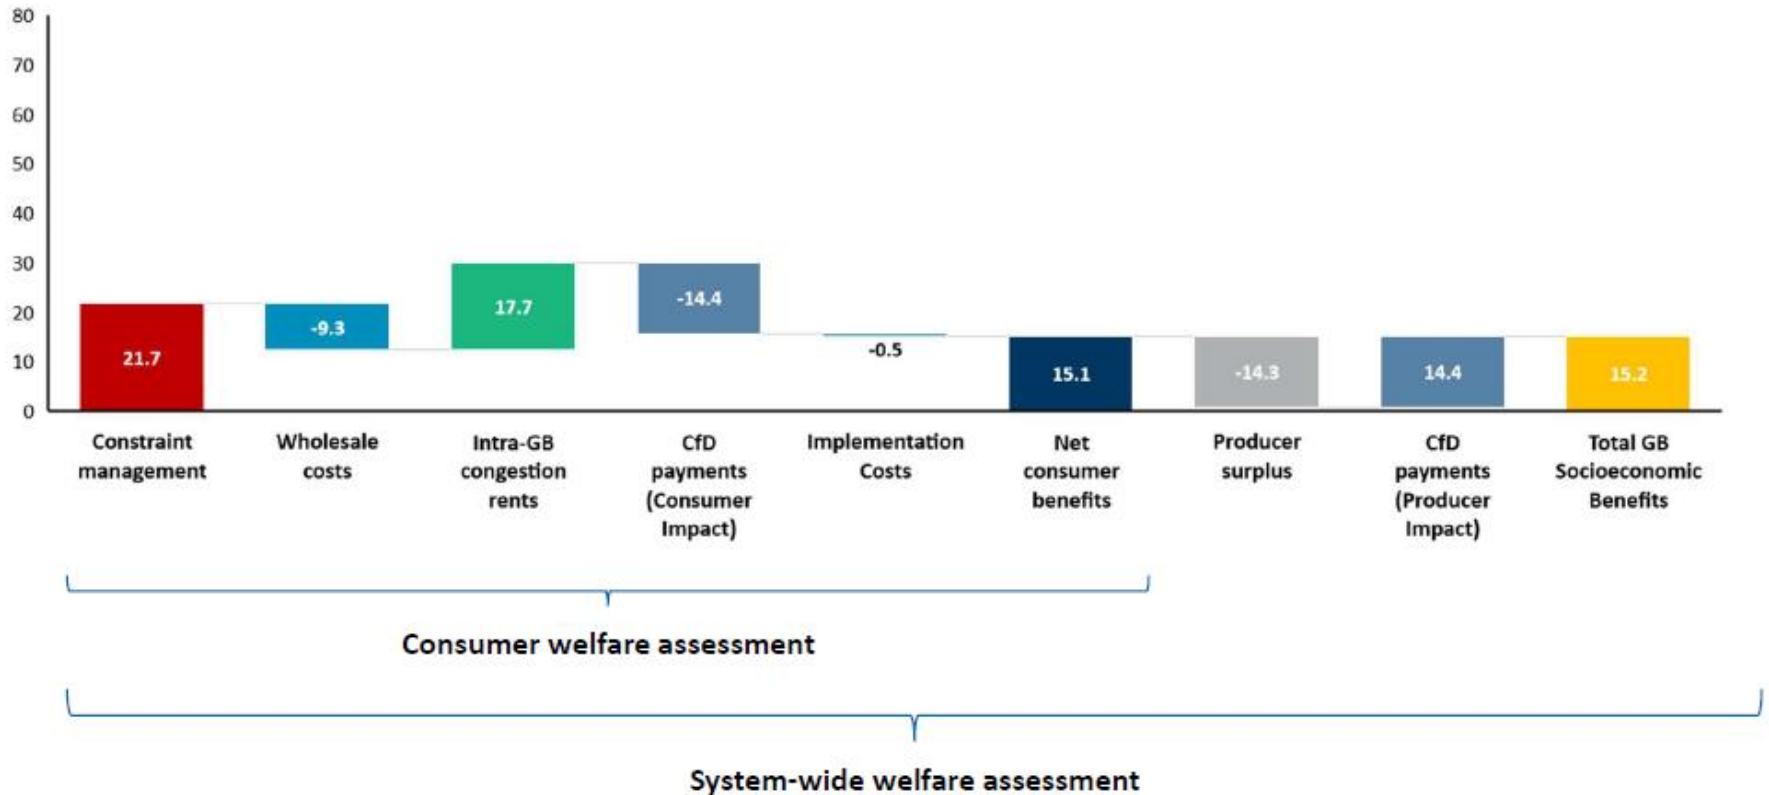 80
70
60
50
40
30
20
10
0
21.7
-9.3
17.7
-14.4
-0.5
15.1
-14.3
14.4
15.2
Constraint
management
Wholesale
costs
Intra-GB
congestion
rents
CfD
payments
(Consumer
Impact)
Implementation
Costs
Net
consumer
benefits
Producer
surplus
CfD
payments
(Producer
Impact)
Total GB
Socioeconomic
Benefits
Consumer welfare assessment
System-wide welfare assessment